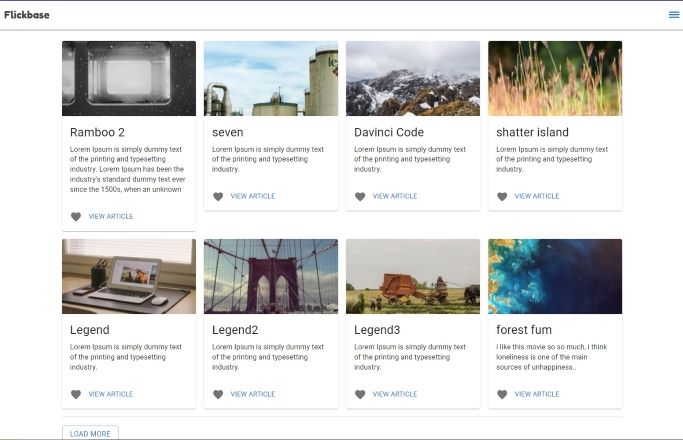 Flickbase
Ramboo 2
Lorem Ipsum is simply dummy text
of the printing and typesetting
industry. Lorem Ipsum has been the
industry's standard dummy text ever
since the 1500s, when an unknown
VIEW ARTICLE
seven
Lorem Ipsum is simply dummy text
of the printing and typesetting
industry.
VIEW ARTICLE
Davinci Code
Lorem Ipsum is simply dummy text
of the printing and typesetting
industry.
VIEW ARTICLE
shatter island
Lorem Ipsum is simply dummy text
of the printing and typesetting
industry.
VIEW ARTICLE
Legend
Lorem Ipsum is simply dummy text
of the printing and typesetting
industry.
VIEW ARTICLE
Legend2
Lorem Ipsum is simply dummy text
of the printing and typesetting
industry.
VIEW ARTICLE
Legend3
Lorem Ipsum is simply dummy text
of the printing and typesetting
industry.
VIEW ARTICLE
forest fum
i like this movie so so much, i think
loneliness is one of the main
sources of unhappiness..
VIEW ARTICLE
LOAD MORE